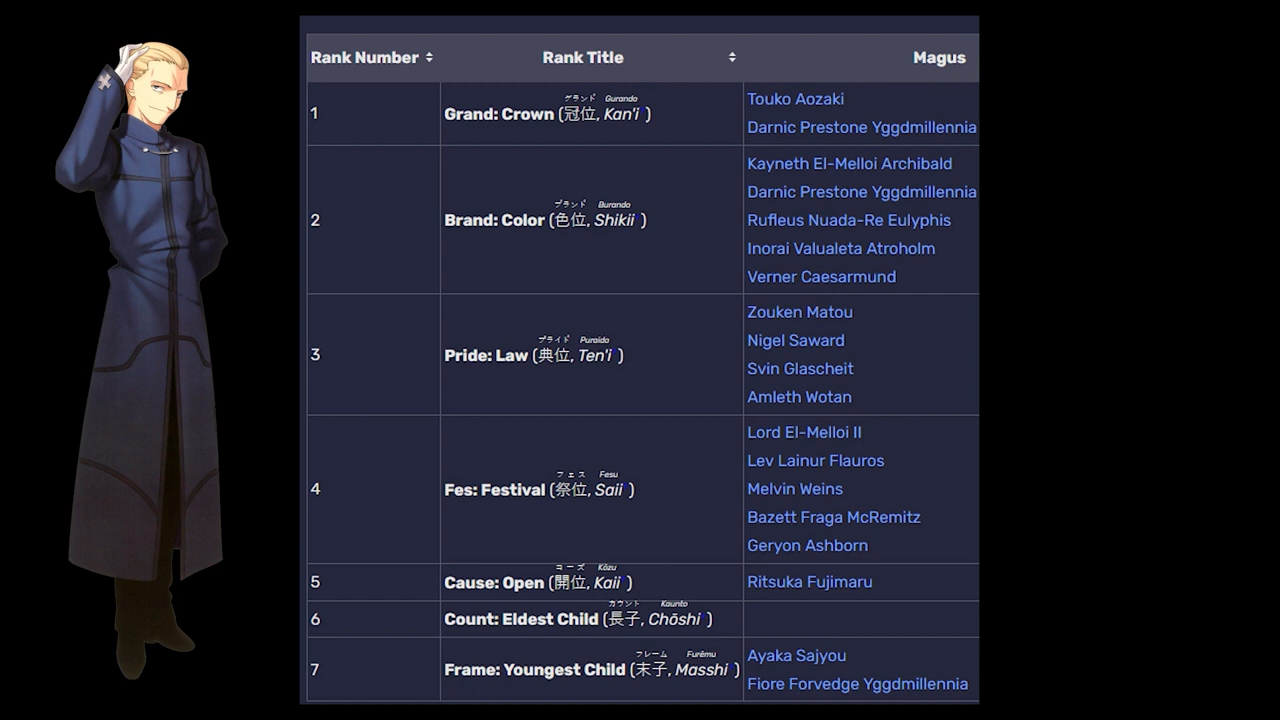 Rank Number Rank Title Magus
グランド Gurando
1 Grand: Crown (冠位, Kan'i )
Touko Aozaki
Darnic Prestone Yggdmillennia
ブランド Burando
2 Brand: Color (色位, Shikii )
Kayneth El-Melloi Archibald
Darnic Prestone Yggdmillennia
Rufleus Nuada-Re Eulyphis
Inorai Valualeta Atroholm
Verner Caesarmund
プライド Puraido
3 Pride: Law (典位, Ten'i )
Zouken Matou
Nigel Saward
Svin Glascheit
Amleth Wotan
フェス Fesu
4 Fes: Festival (祭位, Saii )
Lord El-Melloi II
Lev Lainur Flauros
Melvin Weins
Bazett Fraga McRemitz
Geryon Ashborn
コーズ Kōzu
5 Cause: Open (開位, Kaii ) Ritsuka Fujimaru
カウント Kaunto
6 Count: Eldest Child (長子, Chōshi )
フレーム Furēmu
7 Frame: Youngest Child (末子, Masshi )
Ayaka Sajyou
Fiore Forvedge Yggdmillennia